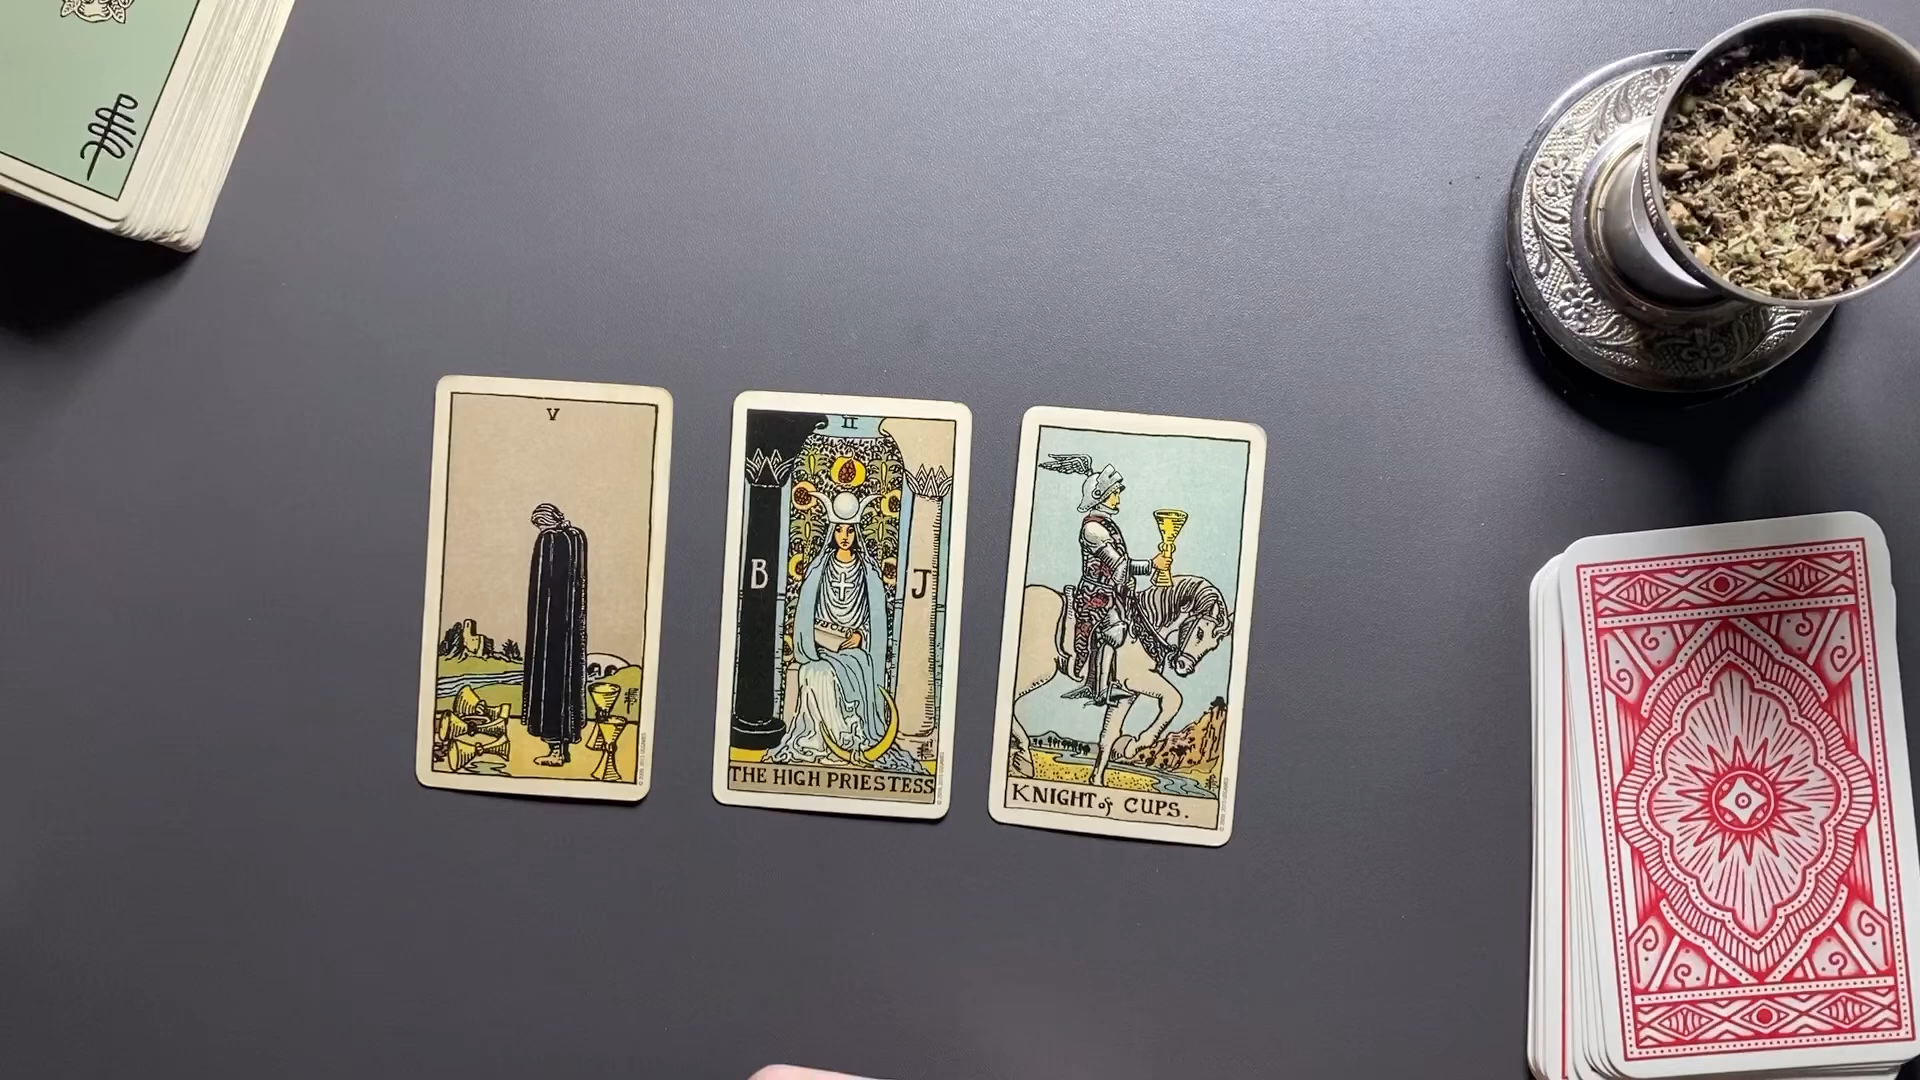 V
II
B
J
THE HIGH PRIESTESS
KNIGHT of CUPS.